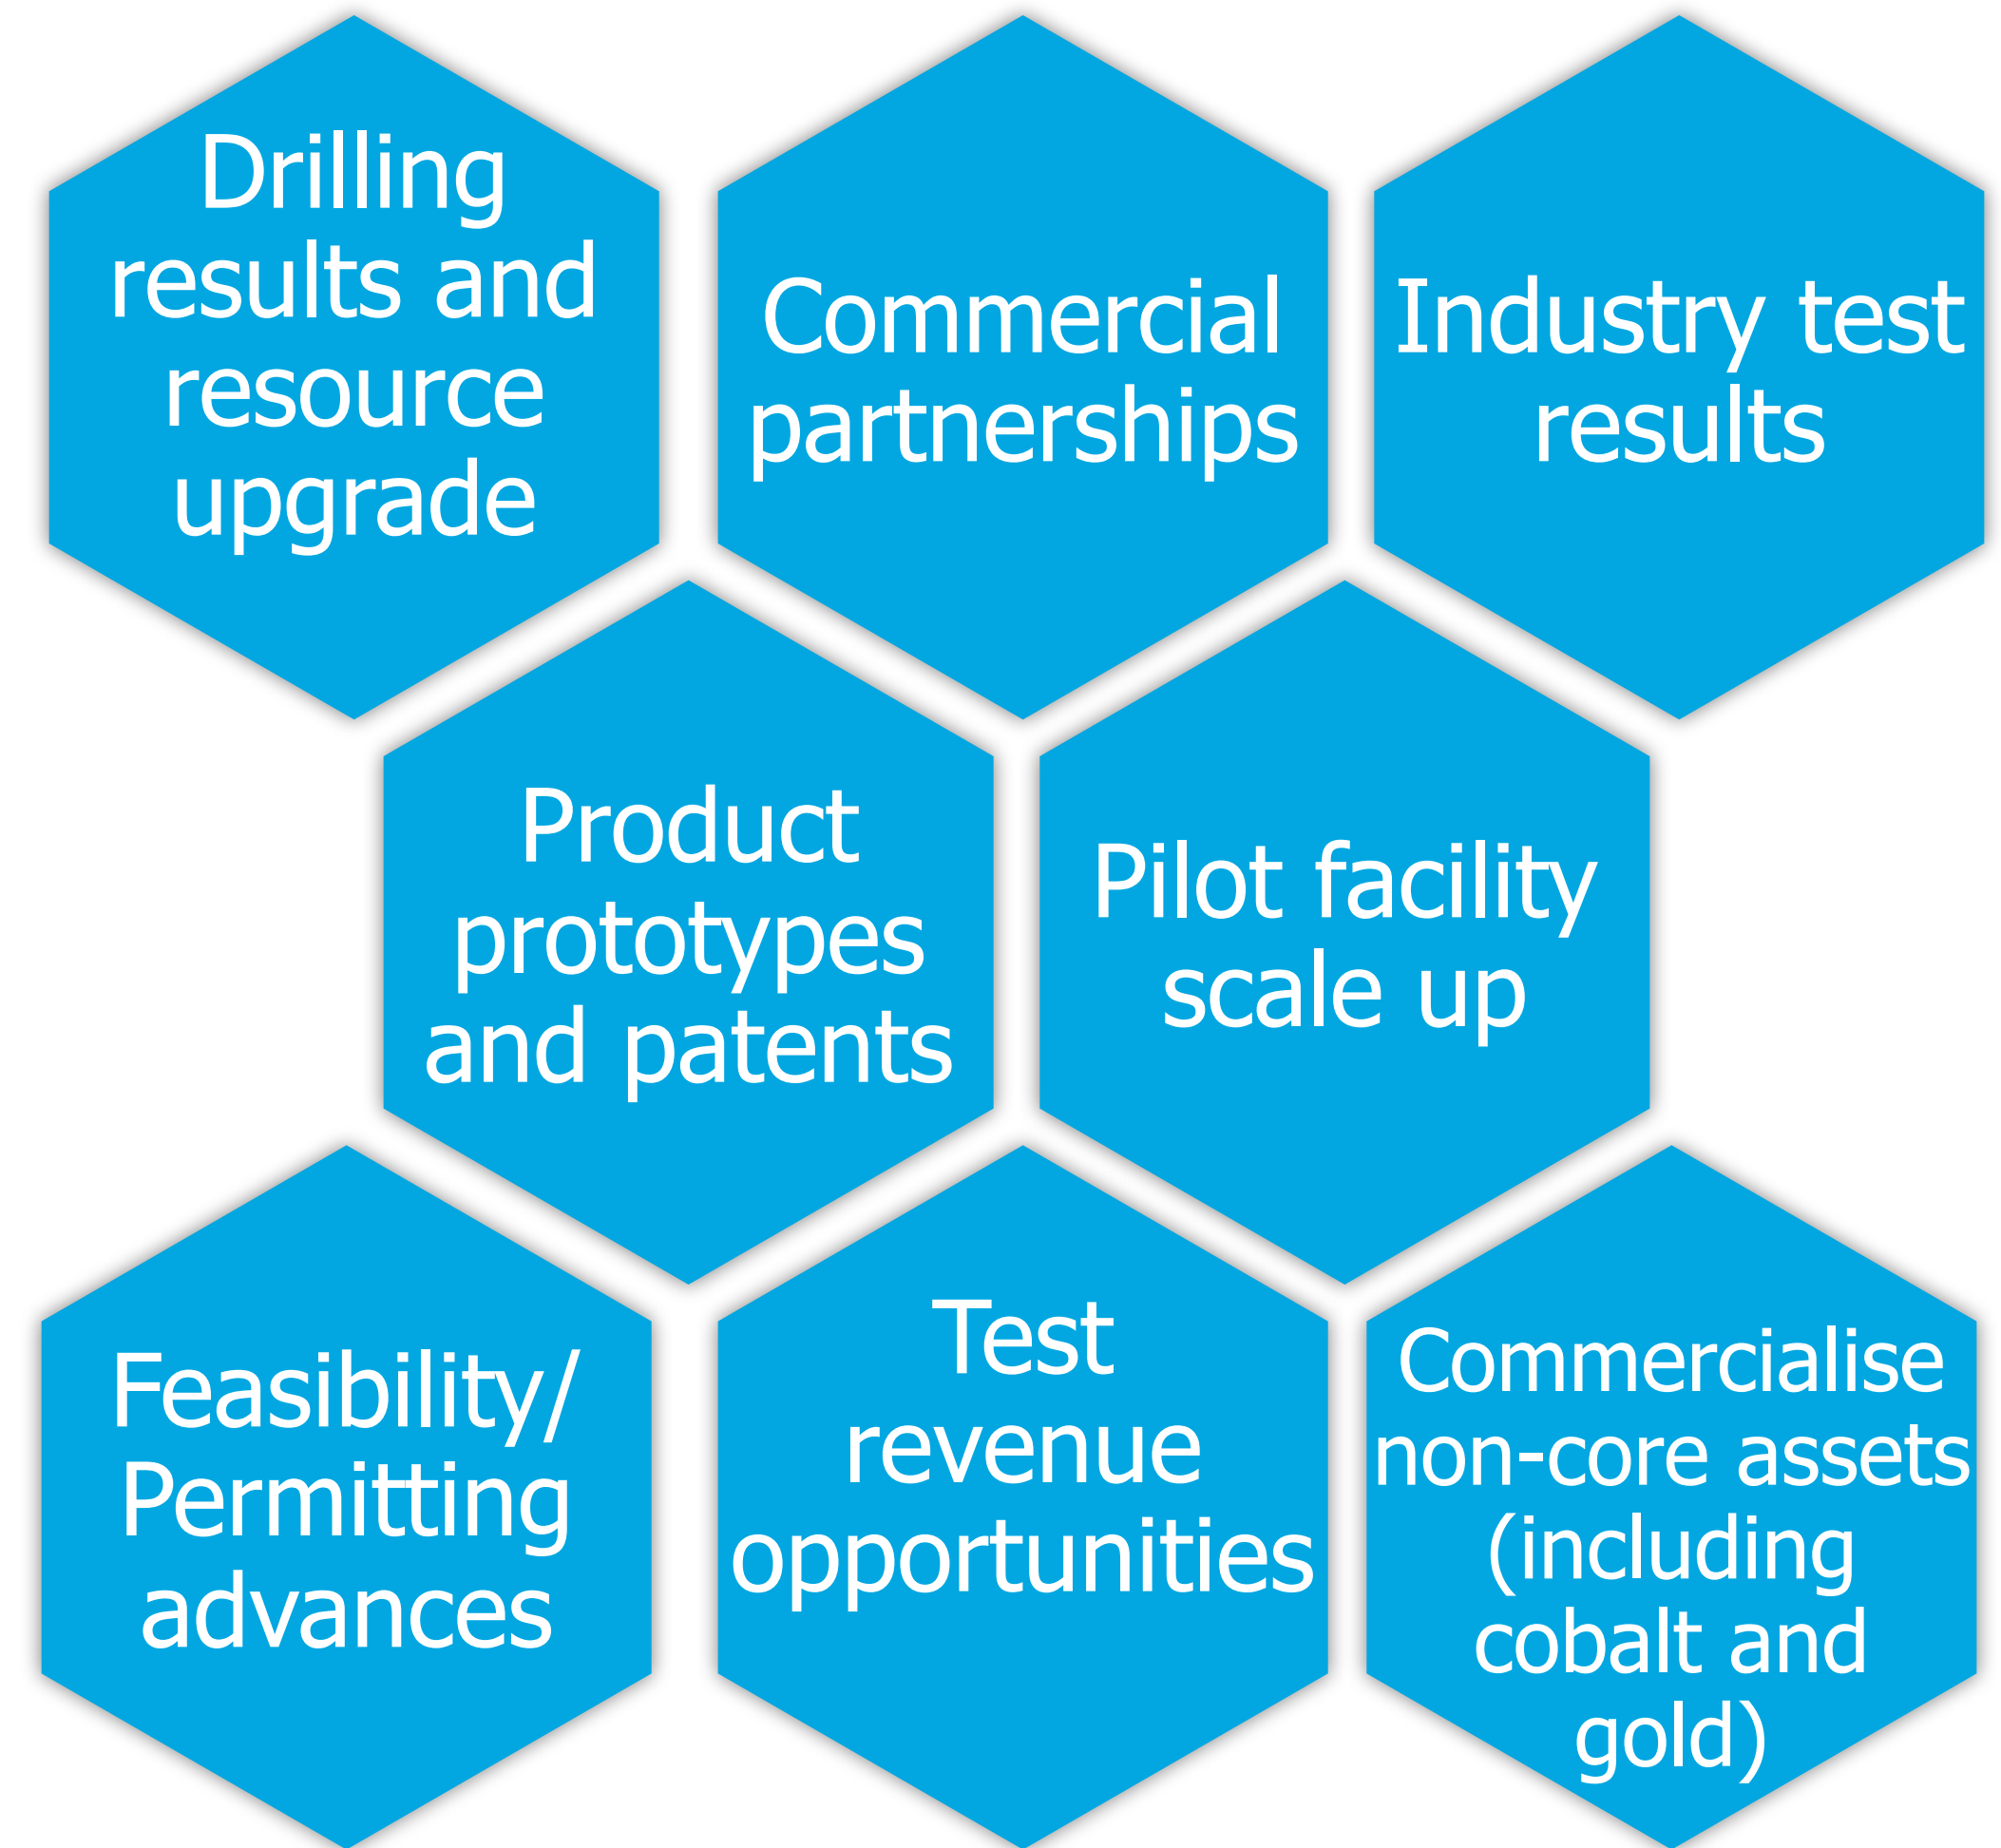 Drilling
results and
resource
upgrade
Commercial
partnerships
Industry test
results
Product
prototypes
and patents
Pilot facility
scale up
Feasibility/
Permitting
advances
Test
revenue
opportunities
Commercialise
non-core assets
(including
cobalt and
gold)